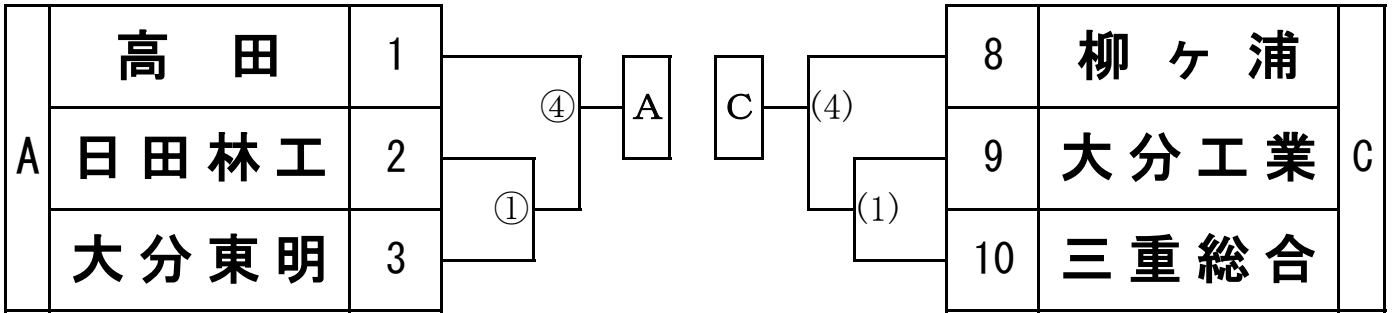 高田 1 8 柳ヶ浦
④ A C (4)
A 日田林工 2 9 大分工業 C
① (1)
大分東明 3 10 三重総合